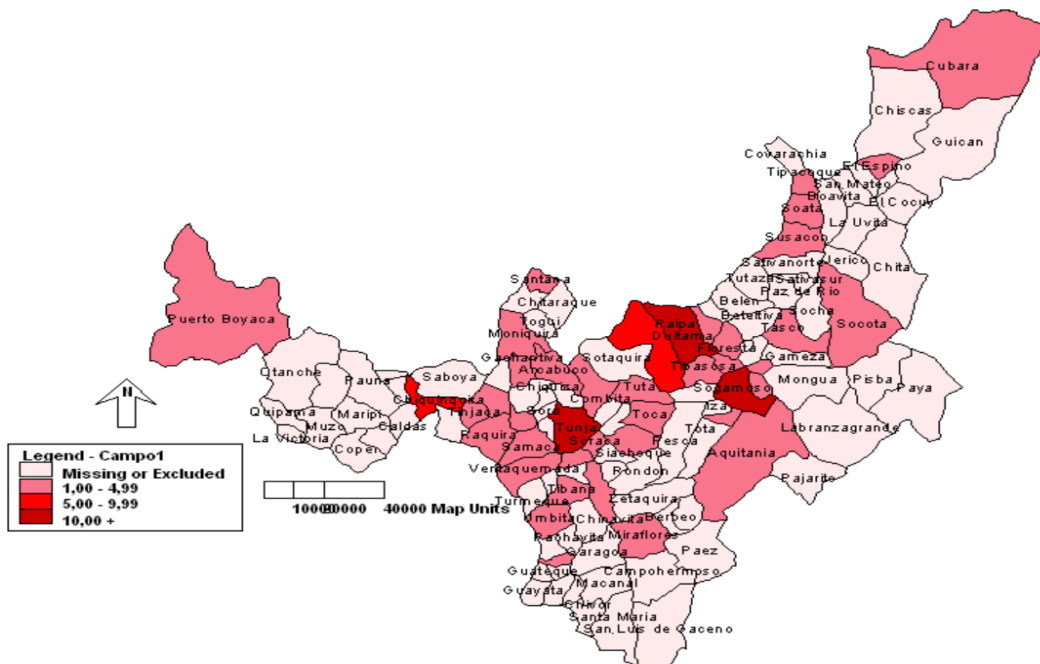 Cubara
Chiscas
Guican
Covarachia
El Espino
Tipacoque
San Mateo
Boavita
El Cocuy
Soata
La Uvita
Susacon
Sativanorte
Jerico
Chita
Santana
Tutaza
Sativasur
Chitaraque
Paz de Rio
Belen
Puerto Boyaca
Togui
Raipa
Socha
Beteitiva
Moniquira
Duitama
Tasco
Socota
Floresta
Gachantiva
Sotaquira
Gameza
Otanche
Arcabuco
Tibasosa
Saboya
Pauna
Chiquiza
Tuta
Sogamoso
Mongua
Pisba
Paya
Chiquinquira
Combita
N
Quipama
Maripi
Tinjaca
Sora
Toca
Iza
Muzo
Caldas
Tunja
Tota
Labranzagrande
La Victoria
Raquira
Soraca
Pesca
Coper
Samaca
Siachoque
Aquitania
Legend - Campo1
Ventaquemada
Rondon
Missing or Excluded
Pajarito
1,00 - 4,99
Tibana
Zetaquira
5,00 - 9,99
Turmeque
10000 20000 40000 Map Units
10,00 +
Umbita
Chinavita
Berbeo
Miraflores
Pachavita
Garagoa
Paez
Guateque
Campohermoso
Macanal
Guayata
Chivor
Santa Maria
San Luis de Gaceno